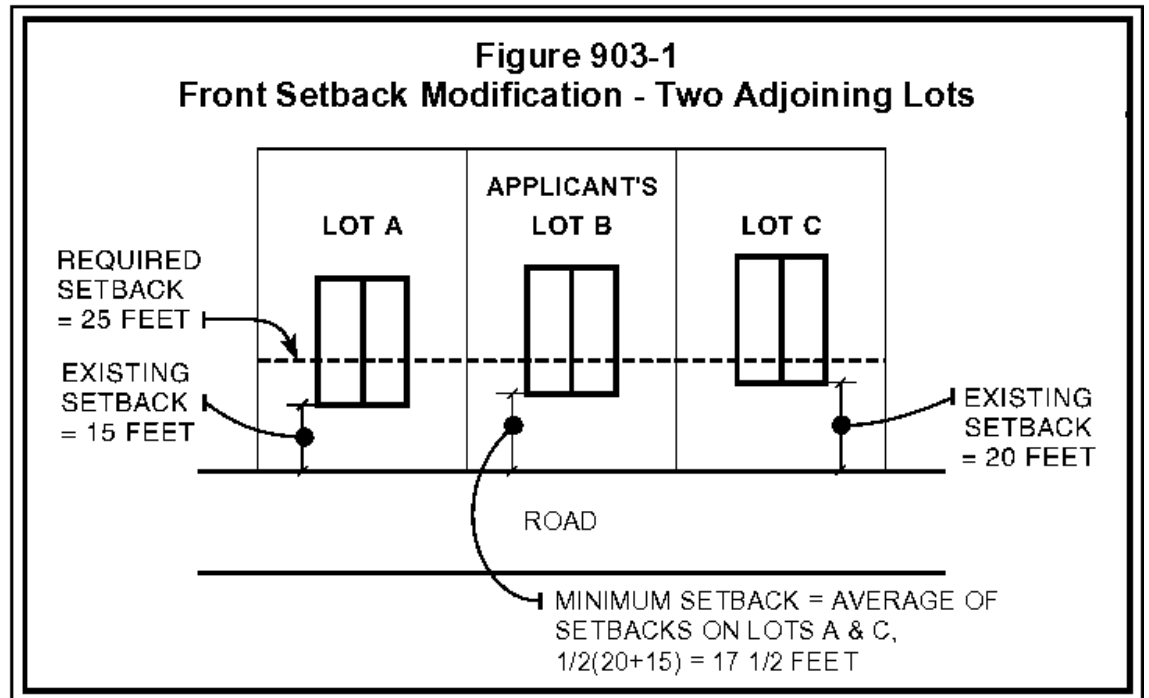 Figure 903-1
Front Setback Modification - Two Adjoining Lots
APPLICANT'S
LOT A
LOT B
LOT C
REQUIRED
SETBACK
= 25 FEET
EXISTING
SETBACK
= 15 FEET
EXISTING
SETBACK
= 20 FEET
ROAD
MINIMUM SETBACK = AVERAGE OF
SETBACKS ON LOTS A & C,
1/2(20+15) = 17 1/2 FEET